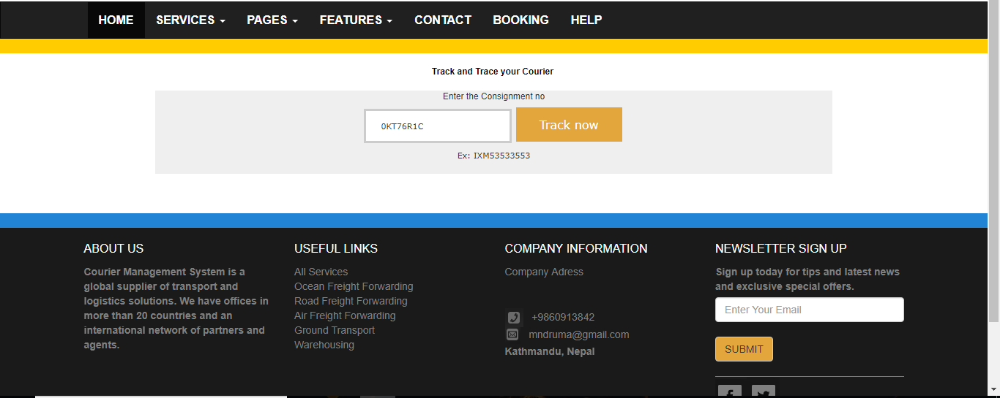 HOME SERVICES PAGES FEATURES CONTACT BOOKING HELP
Track and Trace your Courier
Enter the Consignment no
0KT76R1C
Track now
Ex: IXM53533553
ABOUT US
Courier Management System is a
global supplier of transport and
logistics solutions. We have offices in
more than 20 countries and an
international network of partners and
agents.
USEFUL LINKS
All Services
Ocean Freight Forwarding
Road Freight Forwarding
Air Freight Forwarding
Ground Transport
Warehousing
COMPANY INFORMATION
Company Adress
+9860913842
mndruma@gmail.com
Kathmandu, Nepal
NEWSLETTER SIGN UP
Sign up today for tips and latest news
and exclusive special offers.
Enter Your Email
SUBMIT